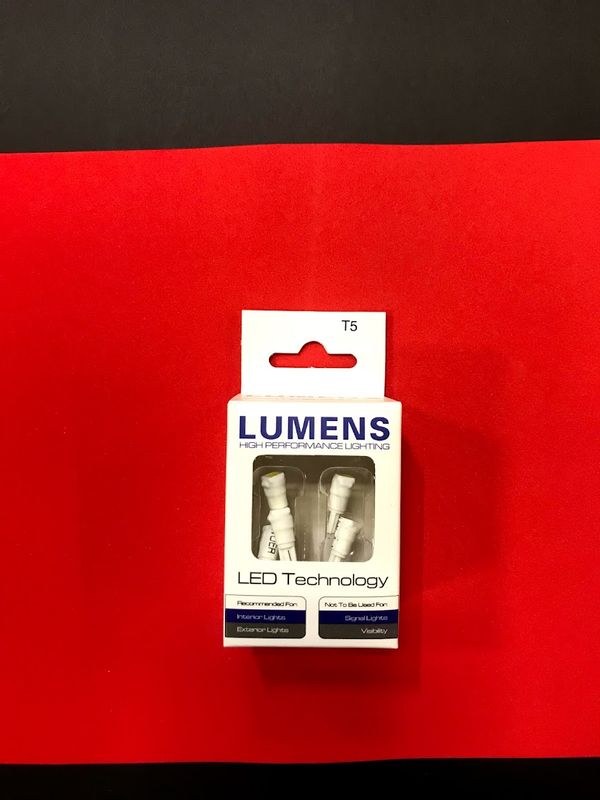 T5
LUMENS
HIGH PERFORMANCE LIGHTING
LED Technology
Recommended For:
Interior Lights
Exterior Lights
Not To Be Used For:
Signal Lights
Visibility